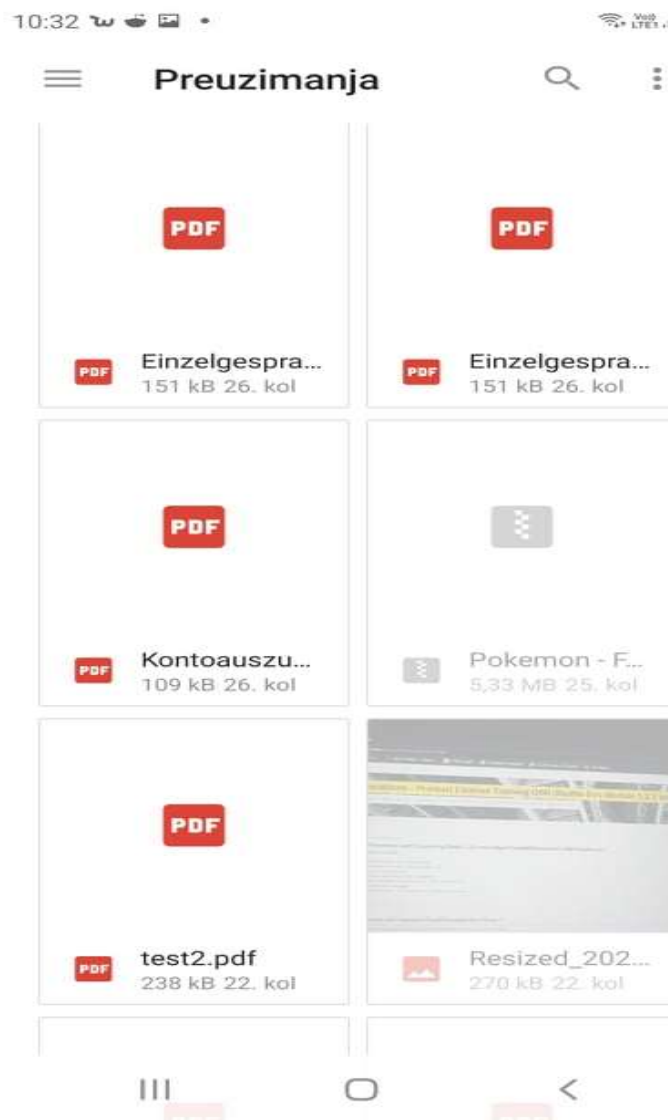 10:32
Vo))
LTE1
Preuzimanja
PDF
PDF
PDF
Einzelgespra...
151 kB 26. kol
PDF
Einzelgespra...
151 kB 26. kol
PDF
PDF
Kontoauszu...
109 kB 26. kol
Pokemon - F...
5,33 MB 25. kol
PDF
PDF
test2.pdf
238 kB 22. kol
Resized_202...
270 kB 22. kol